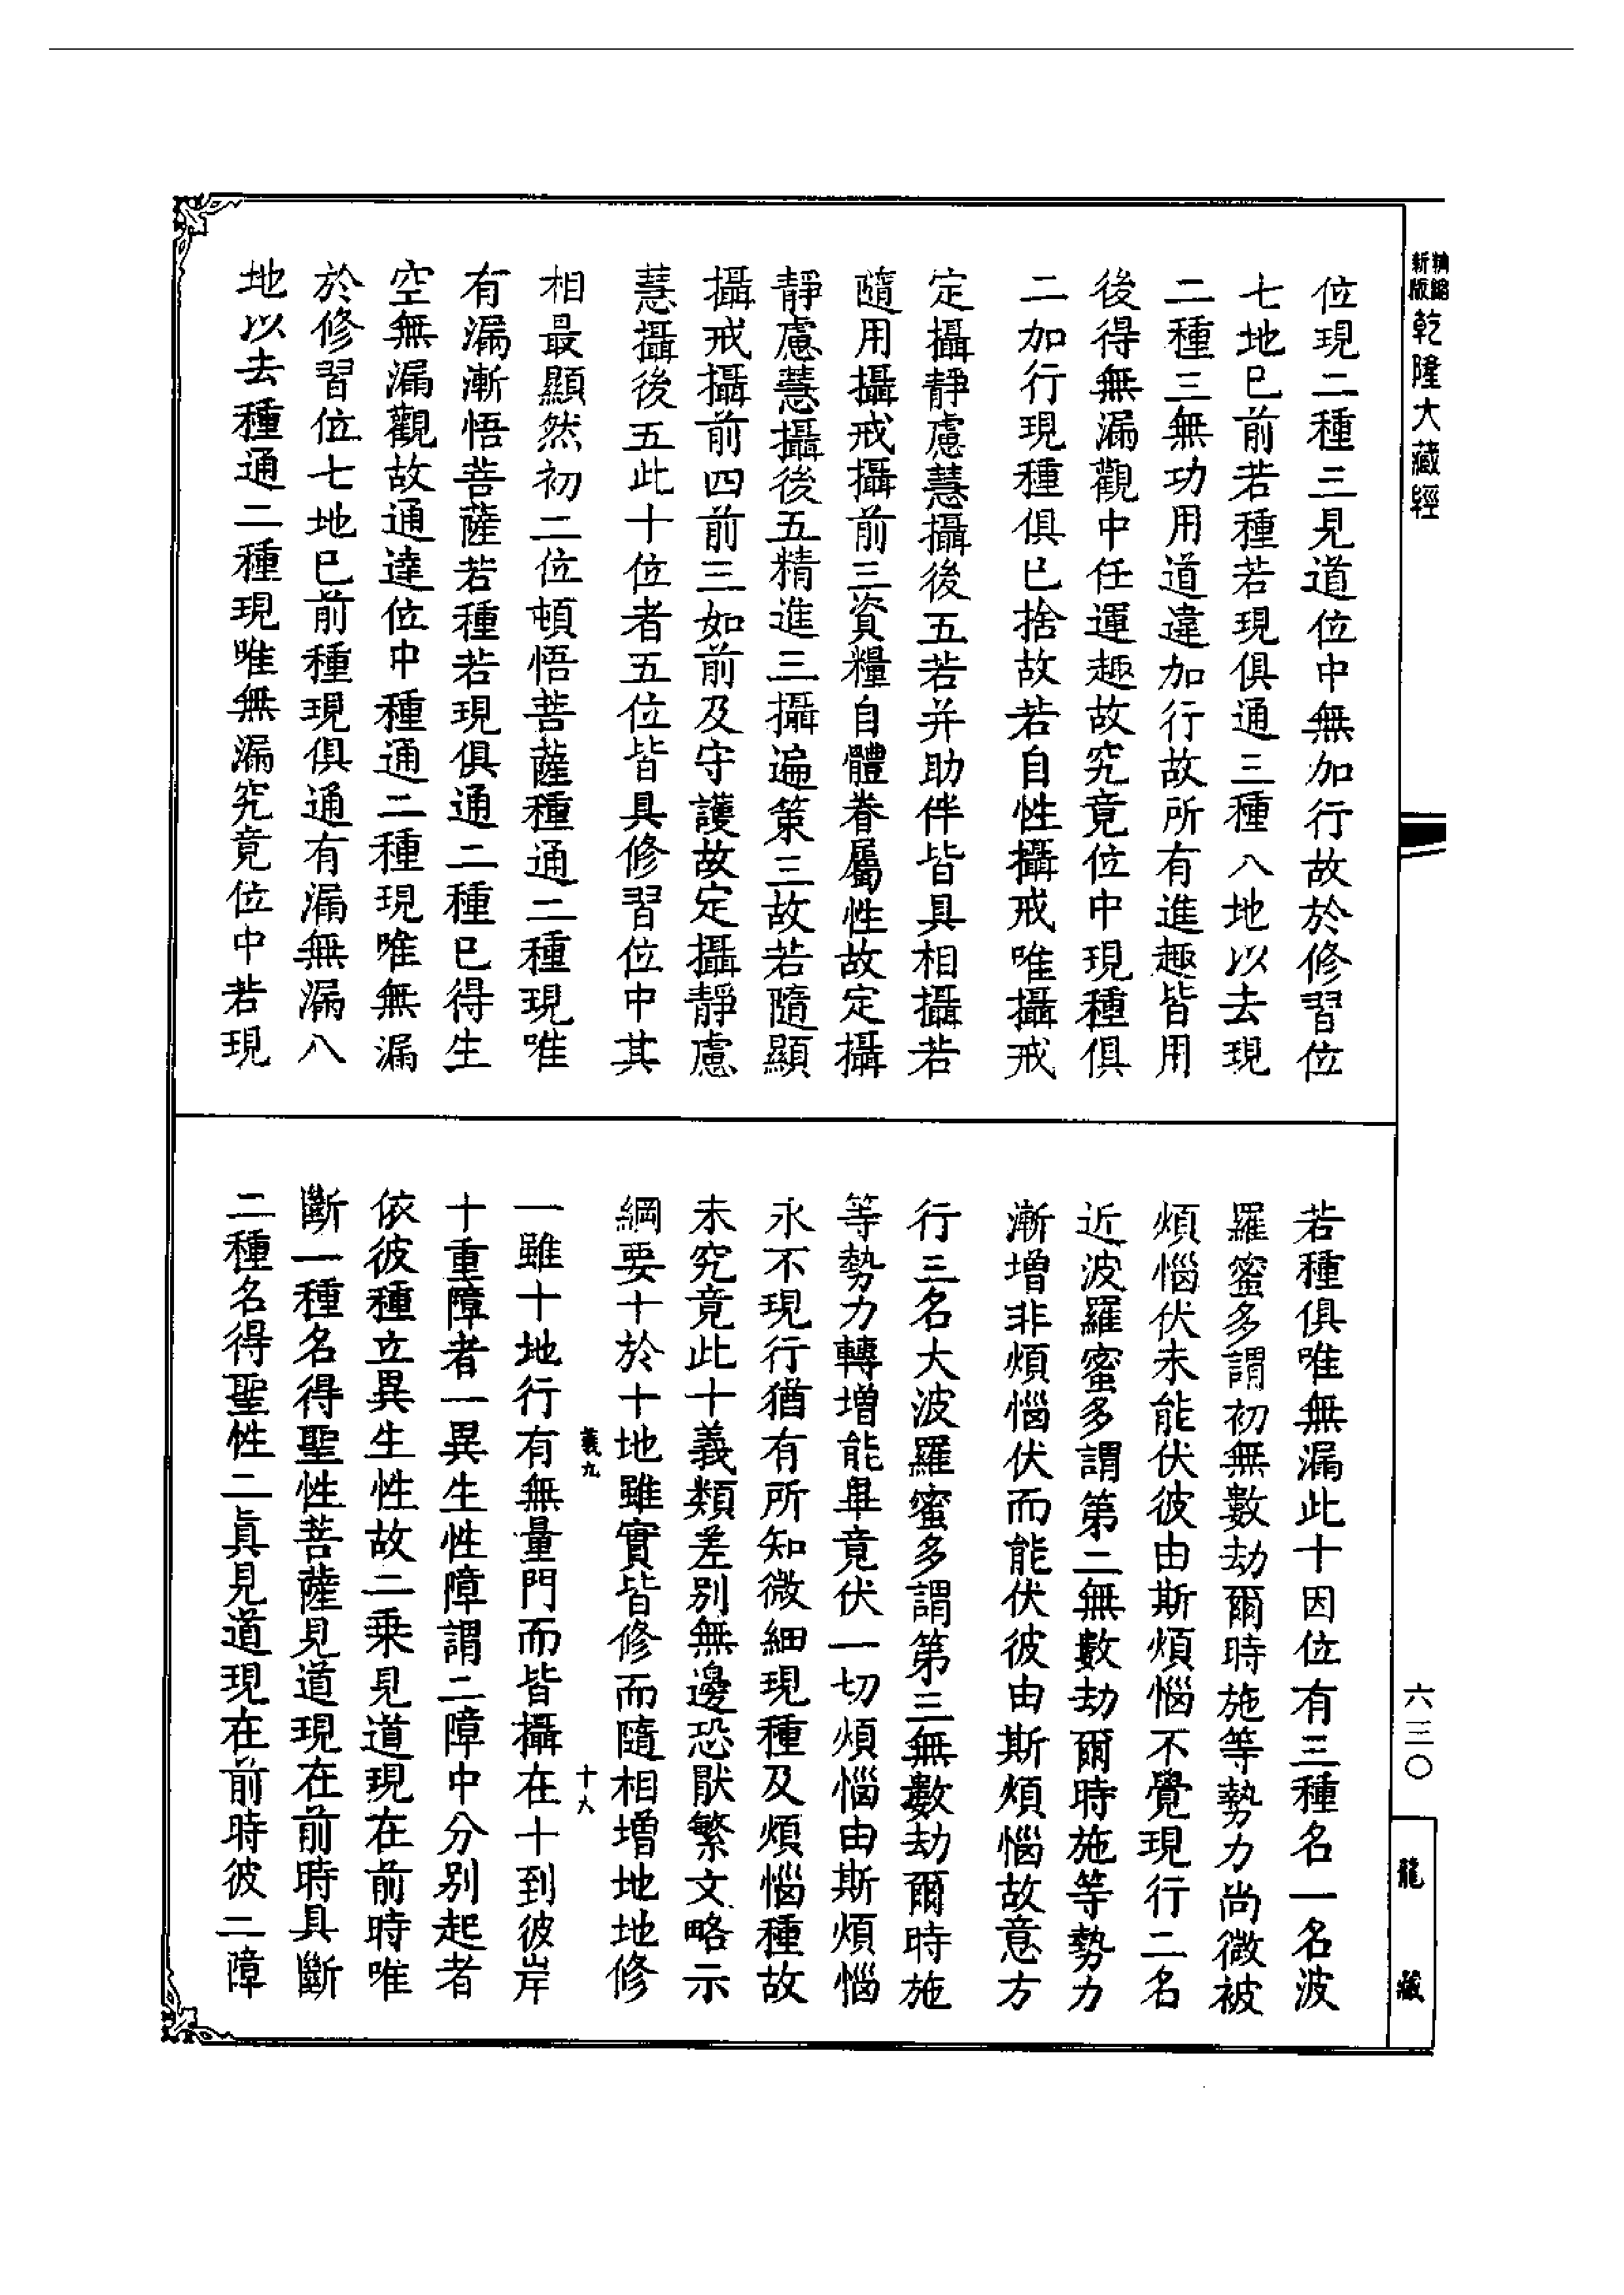 精縮
新版
乾隆大藏經
位現二種三見道位中無加行故於修習位
七地巳前若種若現俱通三種八地以去現
二種三無功用道違加行故所有進趣皆用
後得無漏觀中任運趣故究竟位中現種俱
二加行現種俱巳捨故若自性攝戒唯攝戒
定攝靜慮慧攝後五若并助伴皆具相攝若
隨用攝戒攝前三資糧自體眷屬性故定攝
靜慮慧攝後五精進三攝遍策三故若隨顯
攝戒攝前四前三如前及守護故定攝靜慮
慧攝後五此十位者五位皆具修習位中其
相最顯然初二位頓悟菩薩種通二種現唯
有漏漸悟菩薩若種若現俱通二種巳得生
空無漏觀故通達位中種通二種現唯無漏
於修習位七地巳前種現俱通有漏無漏八
地以去種通二種現唯無漏究竟位中若現
若種俱唯無漏此十因位有三種名一名波
羅蜜多謂初無數劫爾時施等勢力尚微被
煩惱伏未能伏彼由斯煩惱不覺現行二名
近波羅蜜多謂第二無數劫爾時施等勢力
漸增非煩惱伏而能伏彼由斯煩惱故意方
行三名大波羅蜜多謂第三無數劫爾時施
等勢力轉增能畢竟伏一切煩惱由斯煩惱
永不現行猶有所知微細現種及煩惱種故
未究竟此十義類差别無邊恐厭繁文略示
綱要十於十地雖實皆修而隨相增地地修
義九
十六
一雖十地行有無量門而皆攝在十到彼岸
十重障者一異生性障謂二障中分别起者
依彼種立異生性故二乗見道現在前時唯
斷一種名得聖性菩薩見道現在前時具斷
二種名得聖性二眞見道現在前時彼二障
六三〇
龍藏